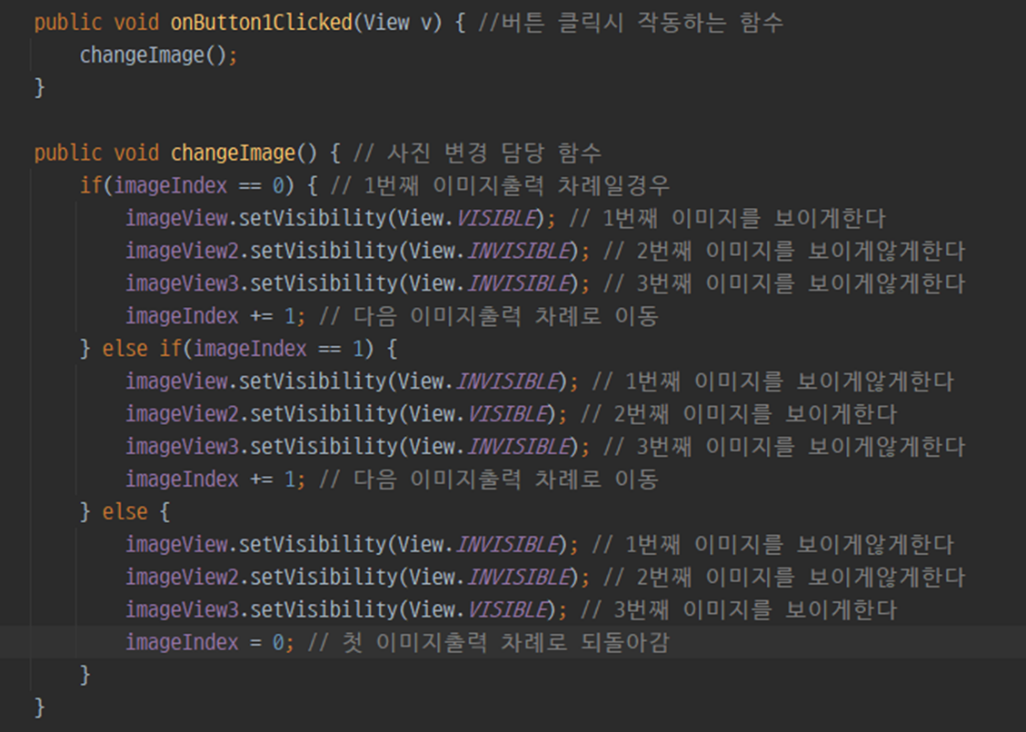 public void onButton1Clicked(View v) { //버튼 클릭시 작동하는 함수
changeImage();
}
public void changeImage() { // 사진 변경 담당 함수
if(imageIndex == 0) { // 1번째 이미지출력 차례일경우
imageView.setVisibility(View.VISIBLE); // 1번째 이미지를 보이게한다
imageView2.setVisibility(View.INVISIBLE); // 2번째 이미지를 보이게않게한다
imageView3.setVisibility(View.INVISIBLE); // 3번째 이미지를 보이게않게한다
imageIndex += 1; // 다음 이미지출력 차례로 이동
} else if(imageIndex == 1) {
imageView.setVisibility(View.INVISIBLE); // 1번째 이미지를 보이게않게한다
imageView2.setVisibility(View.VISIBLE); // 2번째 이미지를 보이게한다
imageView3.setVisibility(View.INVISIBLE); // 3번째 이미지를 보이게않게한다
imageIndex += 1; // 다음 이미지출력 차례로 이동
} else {
imageView.setVisibility(View.INVISIBLE); // 1번째 이미지를 보이게않게한다
imageView2.setVisibility(View.INVISIBLE); // 2번째 이미지를 보이게않게한다
imageView3.setVisibility(View.VISIBLE); // 3번째 이미지를 보이게한다
imageIndex = 0; // 첫 이미지출력 차례로 되돌아감
}
}